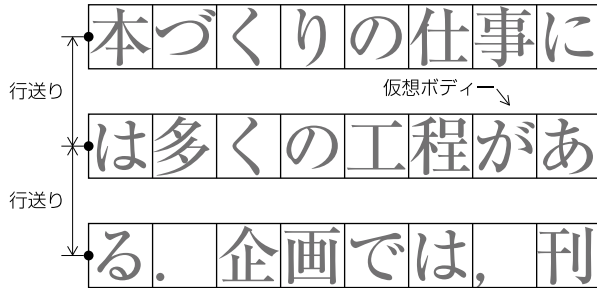 本づくりの仕事に
仮想ボディー
行送り
は多くの工程があ
行送り
る．企画では，刊